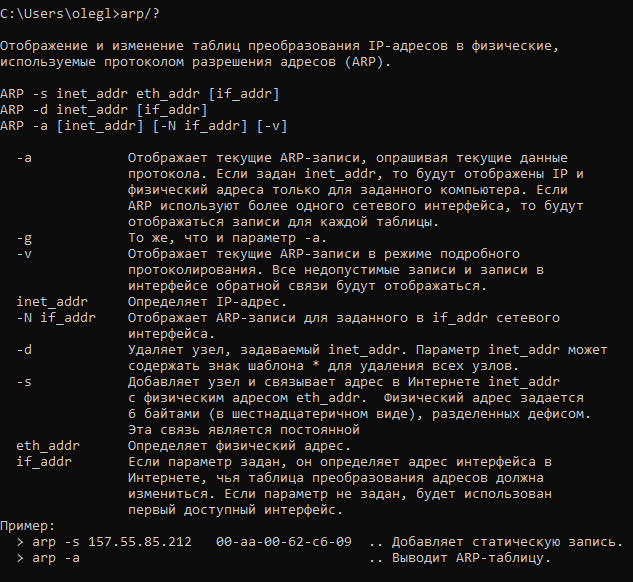 C:\Users\olegl>arp/?
Отображение и изменение таблиц преобразования IP-адресов в физические,
используемые протоколом разрешения адресов (ARP).
ARP -s inet_addr eth_addr [if_addr]
ARP -d inet_addr [if_addr]
ARP -a [inet_addr] [-N if_addr] [-v]
-a Отображает текущие ARP-записи, опрашивая текущие данные
протокола. Если задан inet_addr, то будут отображены IP и
физический адреса только для заданного компьютера. Если
ARP используют более одного сетевого интерфейса, то будут
отображаться записи для каждой таблицы.
-g То же, что и параметр -a.
-v Отображает текущие ARP-записи в режиме подробного
протоколирования. Все недопустимые записи и записи в
интерфейсе обратной связи будут отображаться.
inet_addr Определяет IP-адрес.
-N if_addr Отображает ARP-записи для заданного в if_addr сетевого
интерфейса.
-d Удаляет узел, задаваемый inet_addr. Параметр inet_addr может
содержать знак шаблона * для удаления всех узлов.
-s Добавляет узел и связывает адрес в Интернете inet_addr
с физическим адресом eth_addr.  Физический адрес задается
6 байтами (в шестнадцатеричном виде), разделенных дефисом.
Эта связь является постоянной
eth_addr Определяет физический адрес.
if_addr Если параметр задан, он определяет адрес интерфейса в
Интернете, чья таблица преобразования адресов должна
измениться. Если параметр не задан, будет использован
первый доступный интерфейс.
Пример:
> arp -s 157.55.85.212   00-aa-00-62-c6-09  .. Добавляет статическую запись.
> arp -a                                    .. Выводит ARP-таблицу.